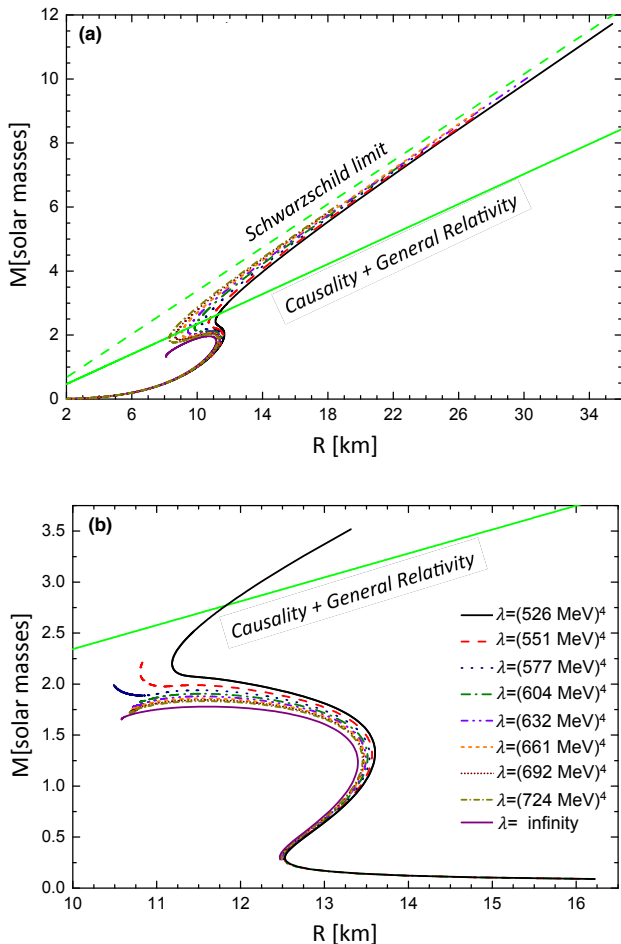 (a)
12
10
8
6
4
2
0
M[solar masses]
Schwarzschild limit
Causality + General Relativity
2 6 10 14 18 22 26 30 34
R [km]
(b)
3.5
3.0
2.5
2.0
1.5
1.0
0.5
0.0
M[solar masses]
Causality + General Relativity
λ=(526 MeV)⁴
λ=(551 MeV)⁴
λ=(577 MeV)⁴
λ=(604 MeV)⁴
λ=(632 MeV)⁴
λ=(661 MeV)⁴
λ=(692 MeV)⁴
λ=(724 MeV)⁴
λ= infinity
10 11 12 13 14 15 16
R [km]